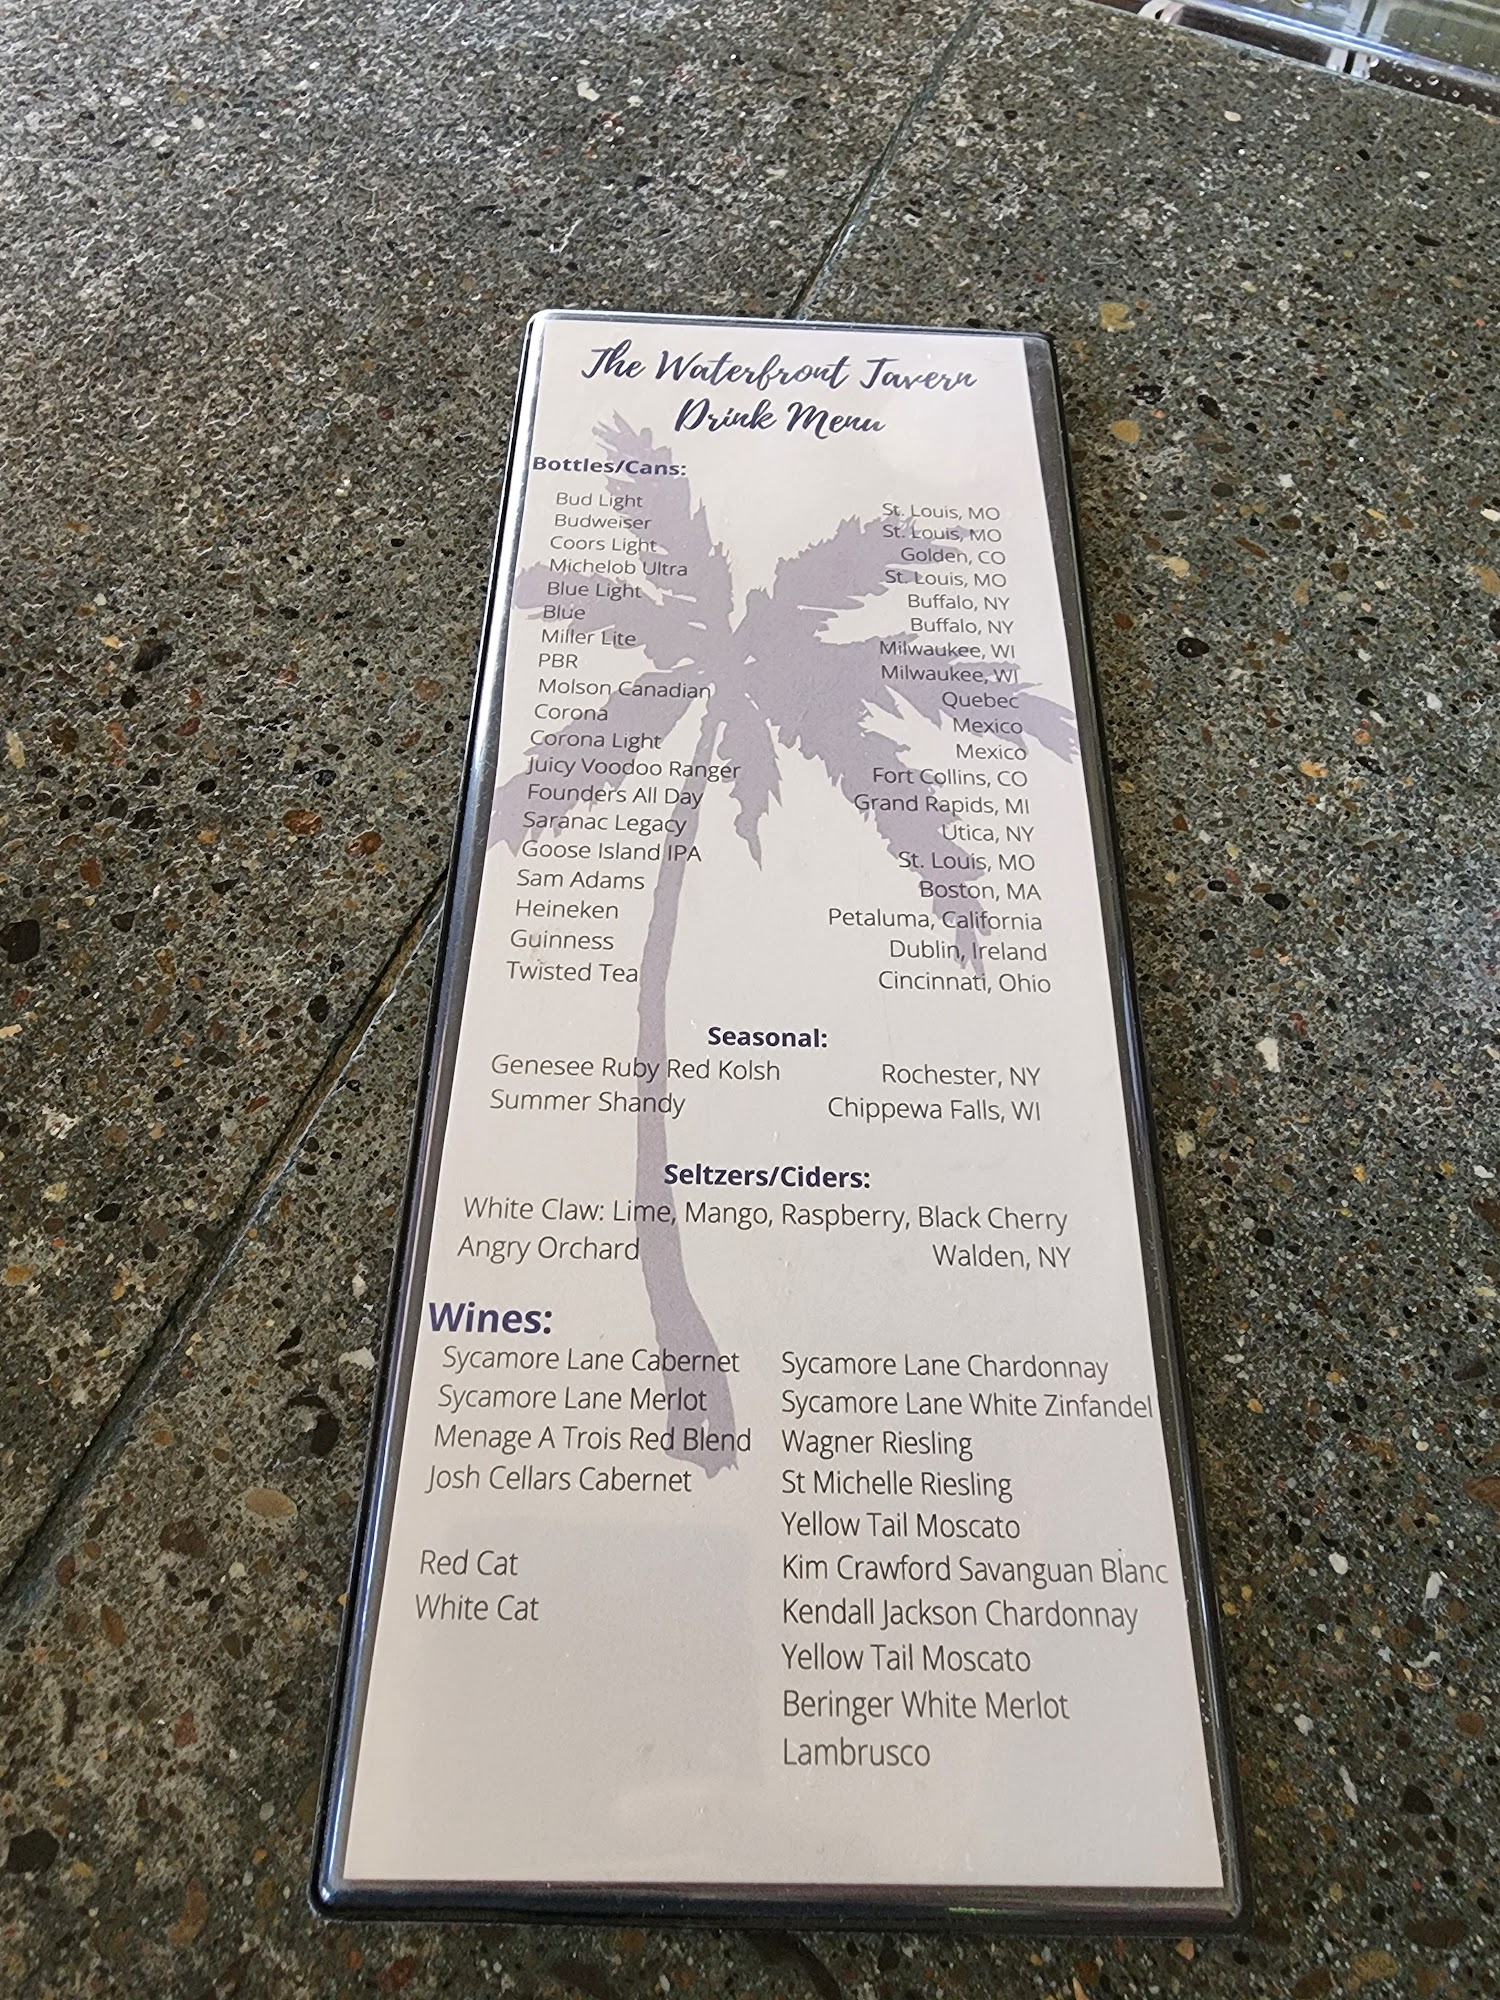 The Waterfront Tavern
Drink Menu
Bottles/Cans:
Bud Light St. Louis, MO
Budweiser St. Louis, MO
Coors Light Golden, CO
Michelob Ultra St. Louis, MO
Blue Light Buffalo, NY
Blue Buffalo, NY
Miller Lite Milwaukee, WI
PBR Milwaukee, WI
Molson Canadian Quebec
Corona Mexico
Corona Light Mexico
Juicy Voodoo Ranger Fort Collins, CO
Founders All Day Grand Rapids, MI
Saranac Legacy Utica, NY
Goose Island IPA St. Louis, MO
Sam Adams Boston, MA
Heineken Petaluma, California
Guinness Dublin, Ireland
Twisted Tea Cincinnati, Ohio
Seasonal:
Genesee Ruby Red Kolsh Rochester, NY
Summer Shandy Chippewa Falls, WI
Seltzers/Ciders:
White Claw: Lime, Mango, Raspberry, Black Cherry
Angry Orchard Walden, NY
Wines:
Sycamore Lane Cabernet
Sycamore Lane Merlot
Menage A Trois Red Blend
Josh Cellars Cabernet
Red Cat
White Cat
Sycamore Lane Chardonnay
Sycamore Lane White Zinfandel
Wagner Riesling
St Michelle Riesling
Yellow Tail Moscato
Kim Crawford Savanguan Blanc
Kendall Jackson Chardonnay
Yellow Tail Moscato
Beringer White Merlot
Lambrusco